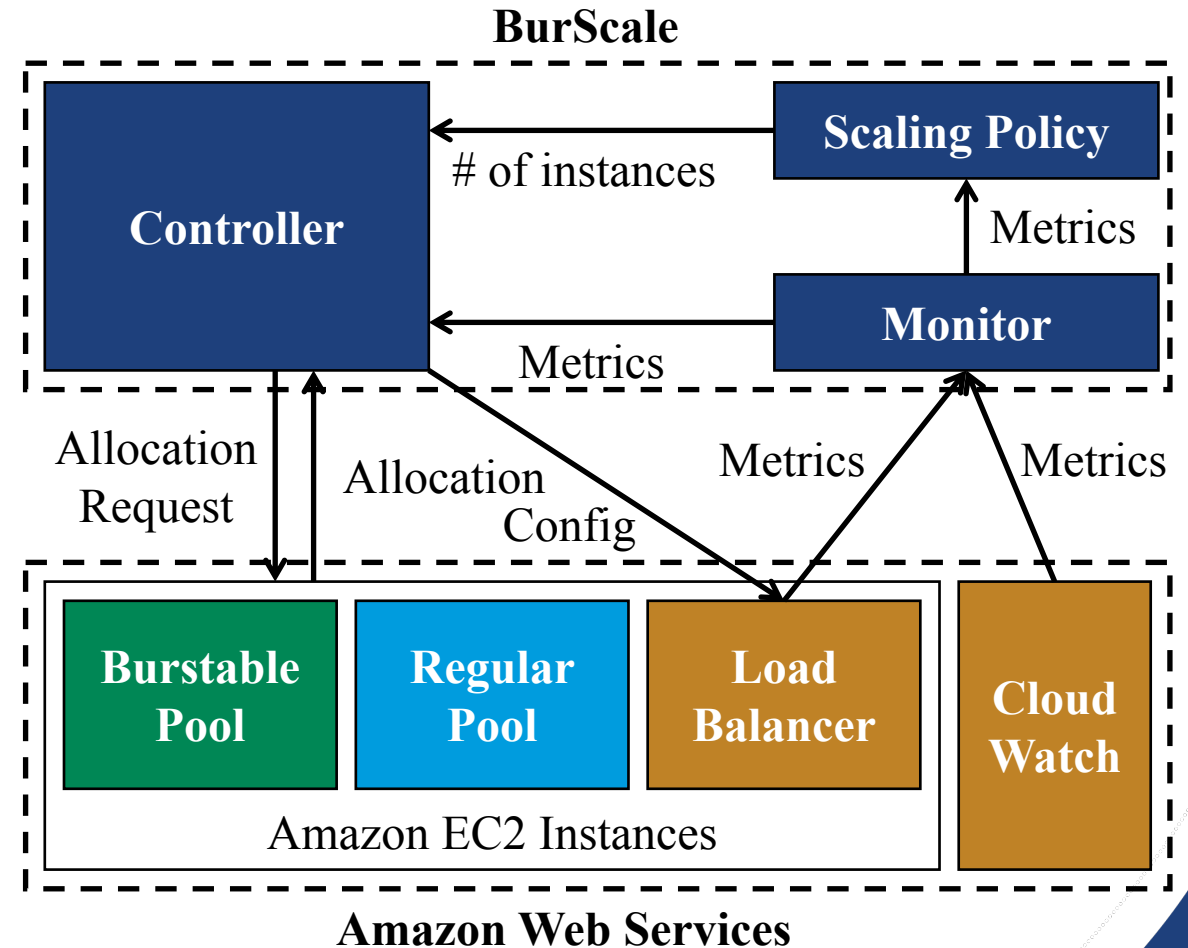 BurScale
Controller
Scaling Policy
# of instances
Metrics
Monitor
Metrics
Allocation
Request
Allocation
Config
Metrics
Metrics
Burstable
Pool
Regular
Pool
Load
Balancer
Cloud
Watch
Amazon EC2 Instances
Amazon Web Services